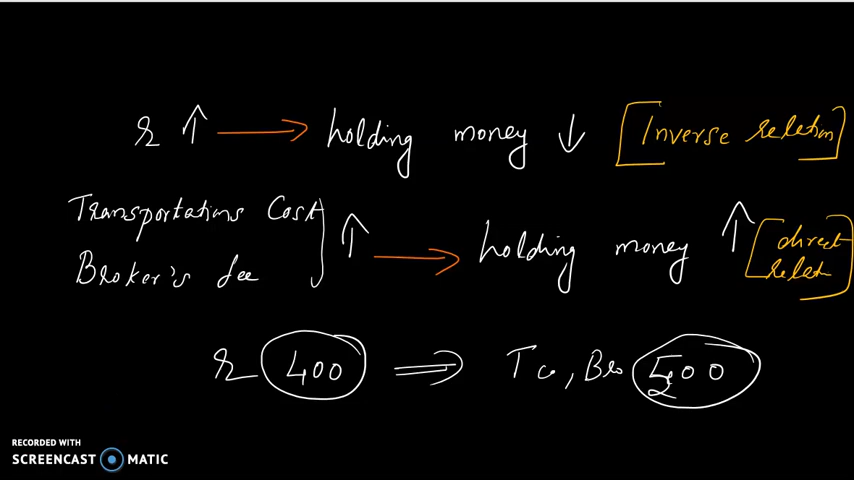 r ↑ → holding money ↓ [Inverse relation]
Transportations Cost
Broker's fee
} ↑ → holding money ↑ [direct relat
r 400 ⇒ Tc, Bro 500
RECORDED WITH
SCREENCAST MATIC